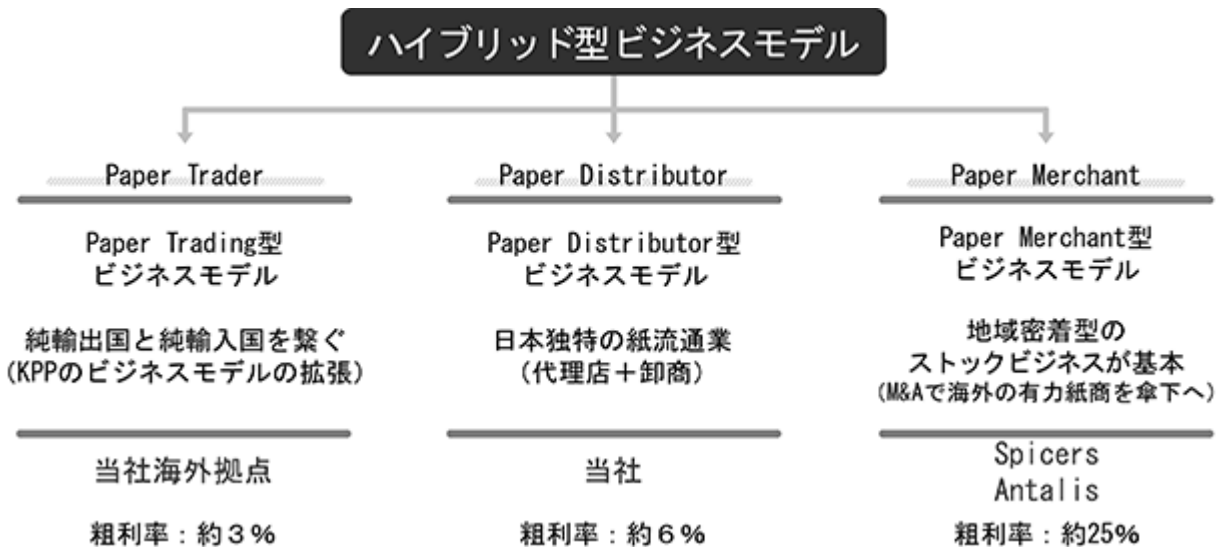 ハイブリッド型ビジネスモデル
Paper Trader
Paper Trading型
ビジネスモデル
純輸出国と純輸入国を繋ぐ
(KPPのビジネスモデルの拡張)
当社海外拠点
粗利率：約３％
Paper Distributor
Paper Distributor型
ビジネスモデル
日本独特の紙流通業
(代理店＋卸商)
当社
粗利率：約６％
Paper Merchant
Paper Merchant型
ビジネスモデル
地域密着型の
ストックビジネスが基本
(M&Aで海外の有力紙商を傘下へ)
Spicers
Antalis
粗利率：約25％